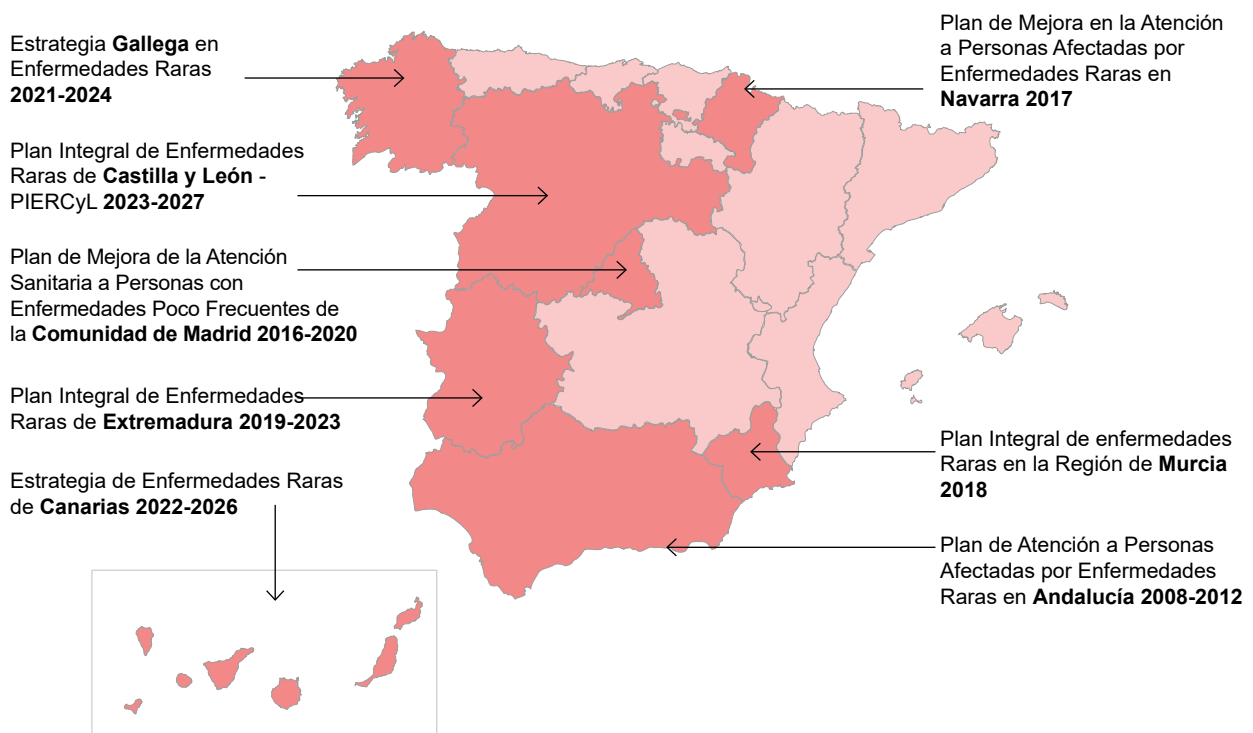 Estrategia Gallega en
Enfermedades Raras
2021-2024
Plan Integral de Enfermedades
Raras de Castilla y León -
PIERCyL 2023-2027
Plan de Mejora de la Atención
Sanitaria a Personas con
Enfermedades Poco Frecuentes de
la Comunidad de Madrid 2016-2020
Plan Integral de Enfermedades
Raras de Extremadura 2019-2023
Estrategia de Enfermedades Raras
de Canarias 2022-2026
Plan de Mejora en la Atención
a Personas Afectadas por
Enfermedades Raras en
Navarra 2017
Plan Integral de enfermedades
Raras en la Región de Murcia
2018
Plan de Atención a Personas
Afectadas por Enfermedades
Raras en Andalucía 2008-2012